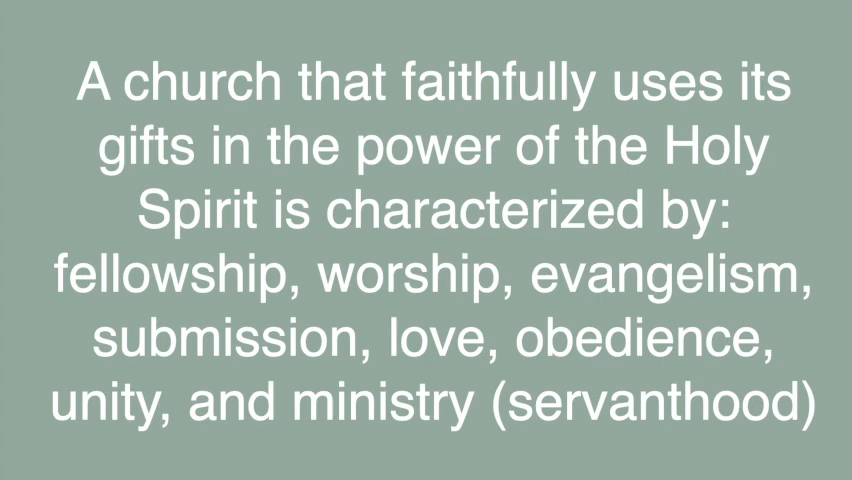 A church that faithfully uses its
gifts in the power of the Holy
Spirit is characterized by:
fellowship, worship, evangelism,
submission, love, obedience,
unity, and ministry (servanthood)